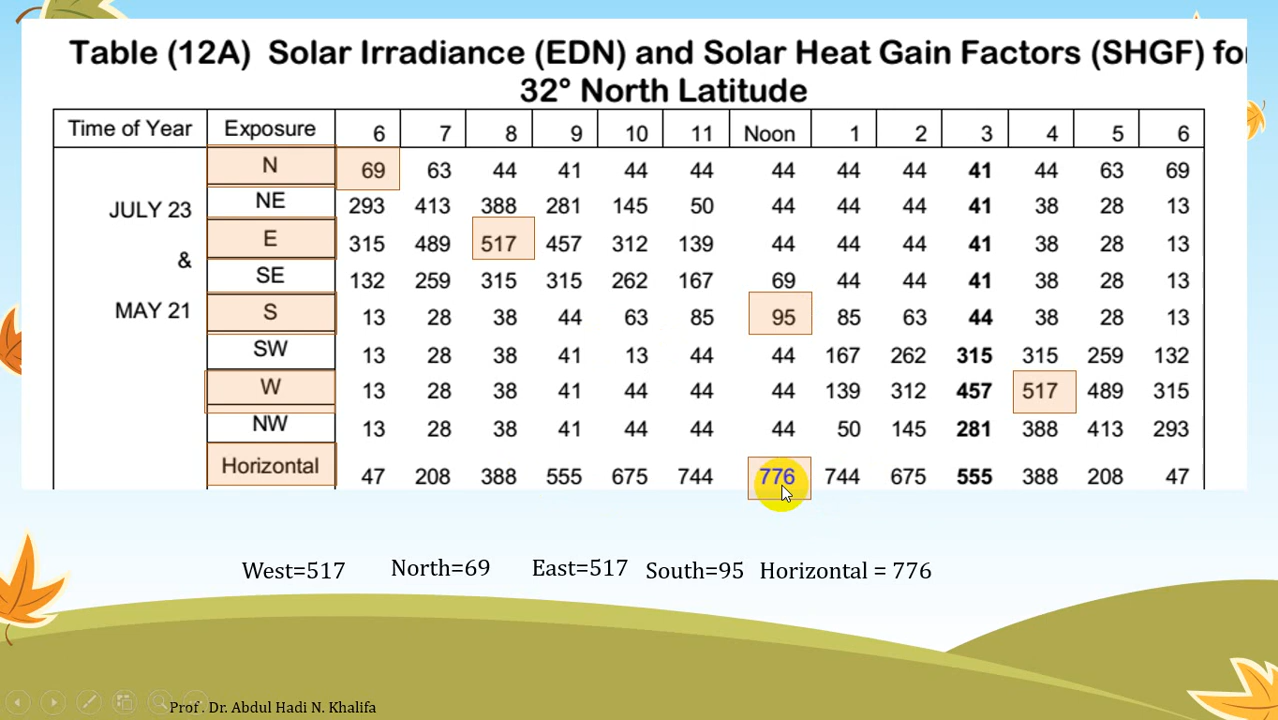 Table (12A) Solar Irradiance (EDN) and Solar Heat Gain Factors (SHGF) for
32° North Latitude
Time of Year Exposure 6 7 8 9 10 11 Noon 1 2 3 4 5 6
N 69 63 44 41 44 44 44 44 44 41 44 63 69
JULY 23 NE 293 413 388 281 145 50 44 44 44 41 38 28 13
E 315 489 517 457 312 139 44 44 44 41 38 28 13
& SE 132 259 315 315 262 167 69 44 44 41 38 28 13
MAY 21 S 13 28 38 44 63 85 95 85 63 44 38 28 13
SW 13 28 38 41 13 44 44 167 262 315 315 259 132
W 13 28 38 41 44 44 44 139 312 457 517 489 315
NW 13 28 38 41 44 44 44 50 145 281 388 413 293
Horizontal 47 208 388 555 675 744 776 744 675 555 388 208 47
West=517 North=69 East=517 South=95 Horizontal = 776
Prof . Dr. Abdul Hadi N. Khalifa